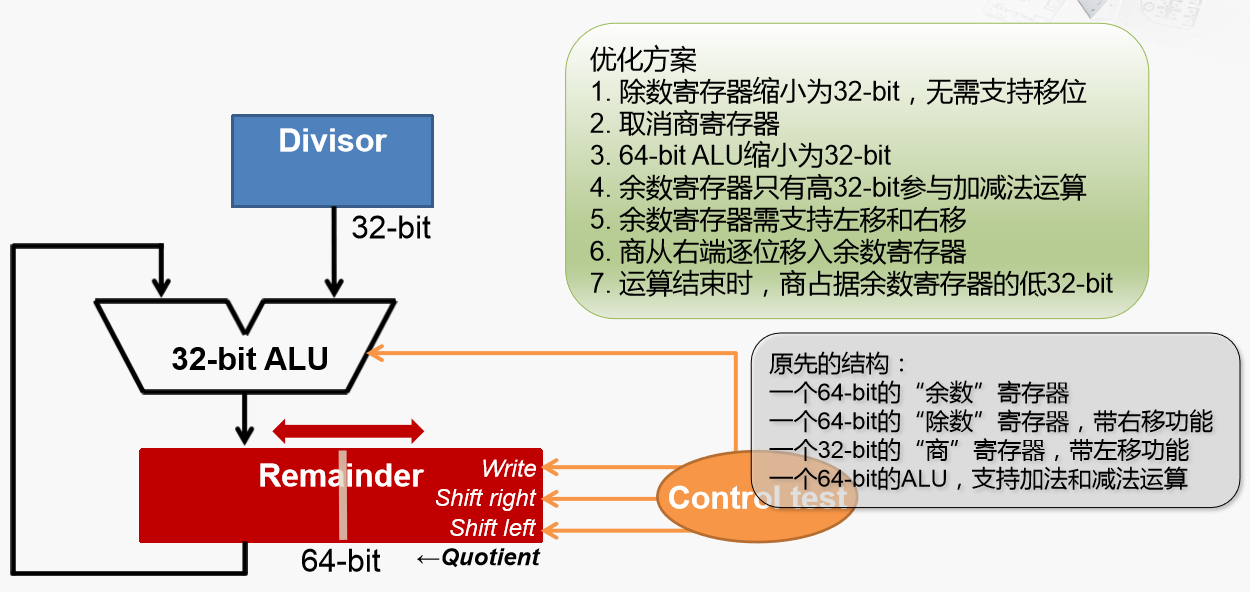 优化方案
1. 除数寄存器缩小为32-bit，无需支持移位
2. 取消商寄存器
3. 64-bit ALU缩小为32-bit
4. 余数寄存器只有高32-bit参与加减法运算
5. 余数寄存器需支持左移和右移
6. 商从右端逐位移入余数寄存器
7. 运算结束时，商占据余数寄存器的低32-bit
Divisor
32-bit
32-bit ALU
原先的结构：
一个64-bit的“余数”寄存器
一个64-bit的“除数”寄存器，带右移功能
一个32-bit的“商”寄存器，带左移功能
一个64-bit的ALU，支持加法和减法运算
Remainder
Write
Shift right
Shift left
Control test
64-bit
←Quotient